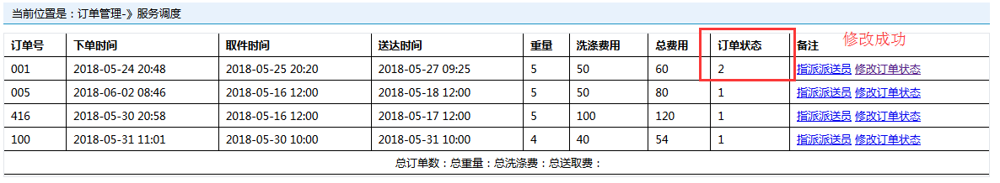 当前位置是：订单管理-》服务调度
订单号 下单时间 取件时间 送达时间 重量 洗涤费用 总费用 订单状态 备注 修改成功
001 2018-05-24 20:48 2018-05-25 20:20 2018-05-27 09:25 5 50 60 2 指派派送员 修改订单状态
005 2018-06-02 08:46 2018-05-16 12:00 2018-05-18 12:00 5 50 80 1 指派派送员 修改订单状态
416 2018-05-30 20:58 2018-05-16 12:00 2018-05-17 12:00 5 100 120 1 指派派送员 修改订单状态
100 2018-05-31 11:01 2018-05-30 10:00 2018-05-31 10:00 4 40 54 1 指派派送员 修改订单状态
总订单数：总重量：总洗涤费：总送取费：